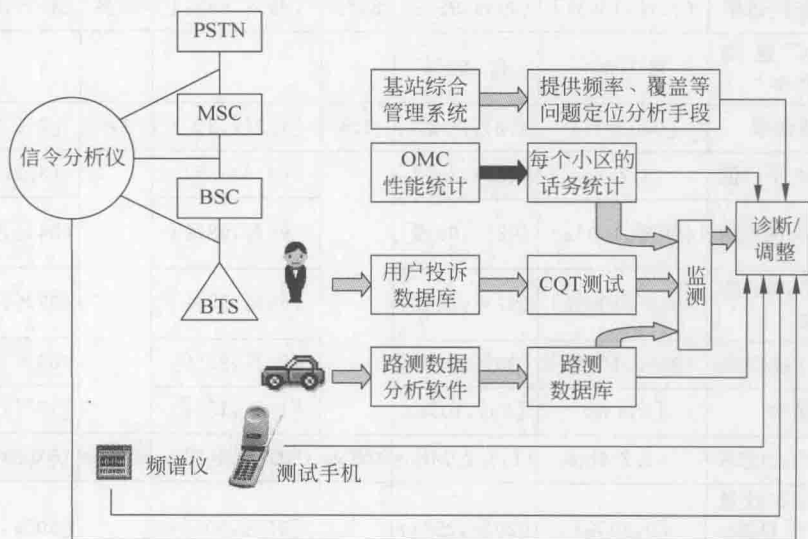 PSTN
MSC
信令分析仪
BSC
BTS
基站综合
管理系统
提供频率、覆盖等
问题定位分析手段
OMC
性能统计
每个小区的
话务统计
用户投诉
数据库
CQT测试
监测
诊断/
调整
路测数据
分析软件
路测
数据库
频谱仪
测试手机